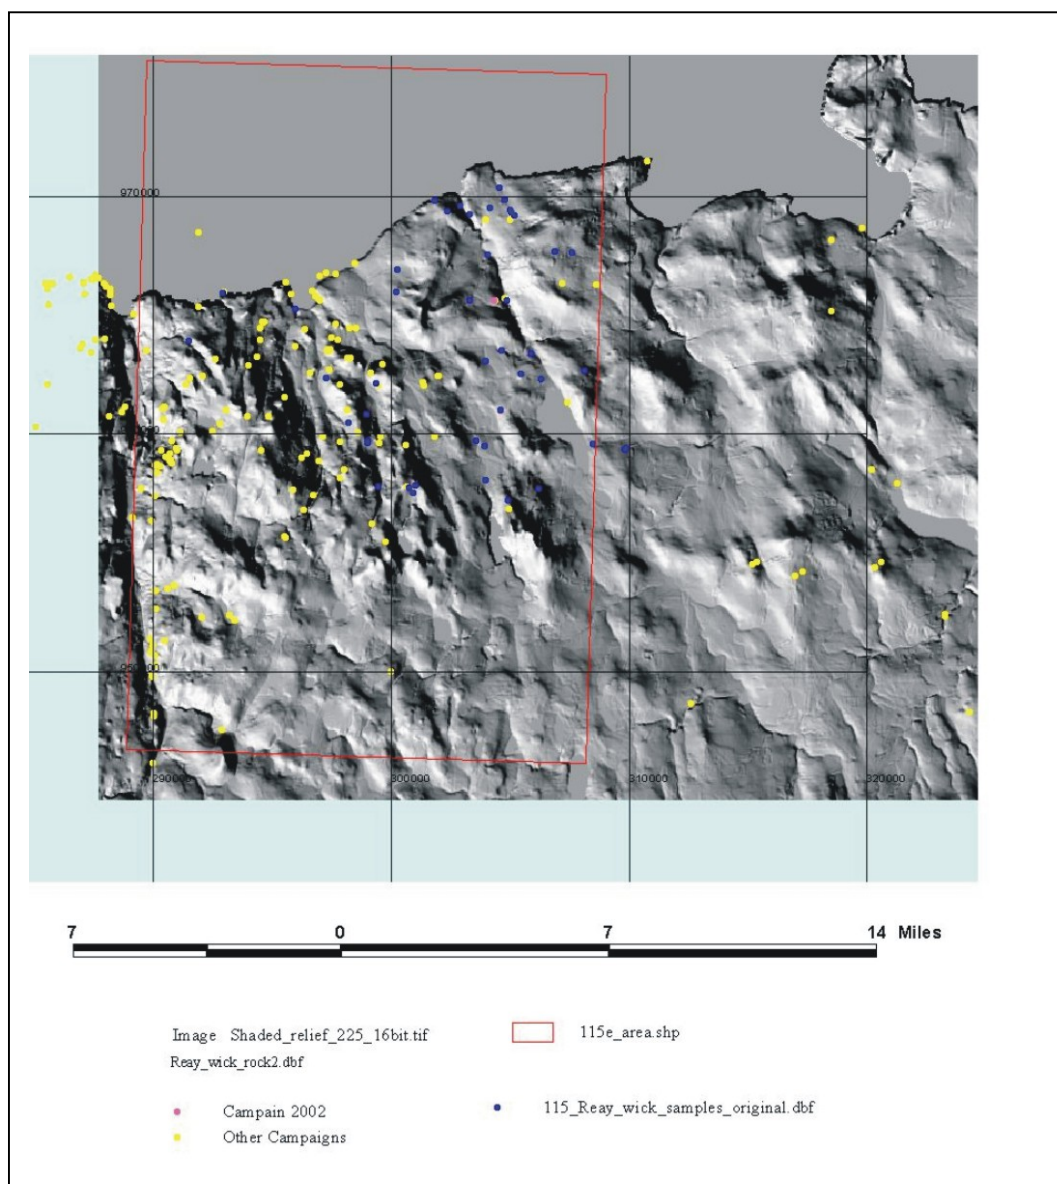 970000
950000
290000
300000
310000
320000
7 0 7 14 Miles
Image Shaded_relief_225_16bit.tif
115e_area.shp
Reay_wick_rock2.dbf
Campain 2002
115_Reay_wick_samples_original.dbf
Other Campaigns